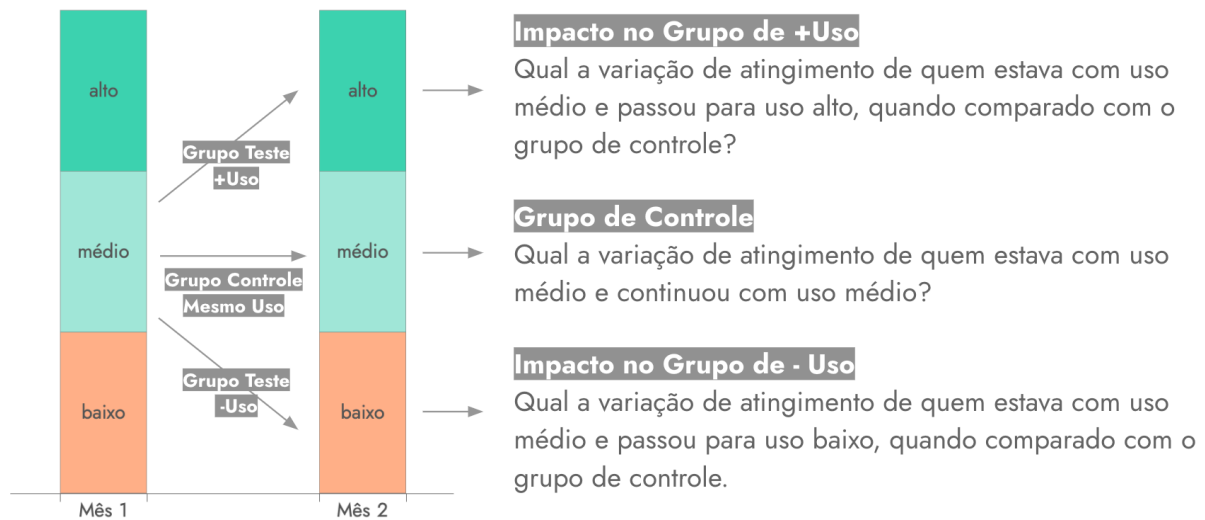 alto
médio
baixo
Mês 1
Grupo Teste
+Uso
Grupo Controle
Mesmo Uso
Grupo Teste
-Uso
alto
médio
baixo
Mês 2
Impacto no Grupo de +Uso
Qual a variação de atingimento de quem estava com uso
médio e passou para uso alto, quando comparado com o
grupo de controle?
Grupo de Controle
Qual a variação de atingimento de quem estava com uso
médio e continuou com uso médio?
Impacto no Grupo de - Uso
Qual a variação de atingimento de quem estava com uso
médio e passou para uso baixo, quando comparado com o
grupo de controle.